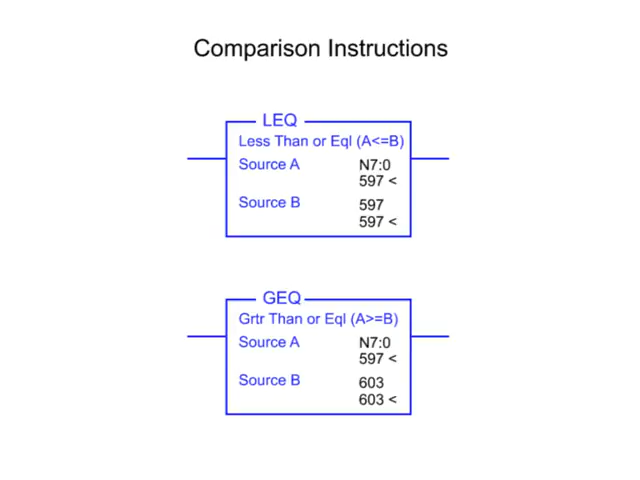 Comparison Instructions
LEQ
Less Than or Eql (A<=B)
Source A N7:0
597 <
Source B 597
597 <
GEQ
Grtr Than or Eql (A>=B)
Source A N7:0
597 <
Source B 603
603 <